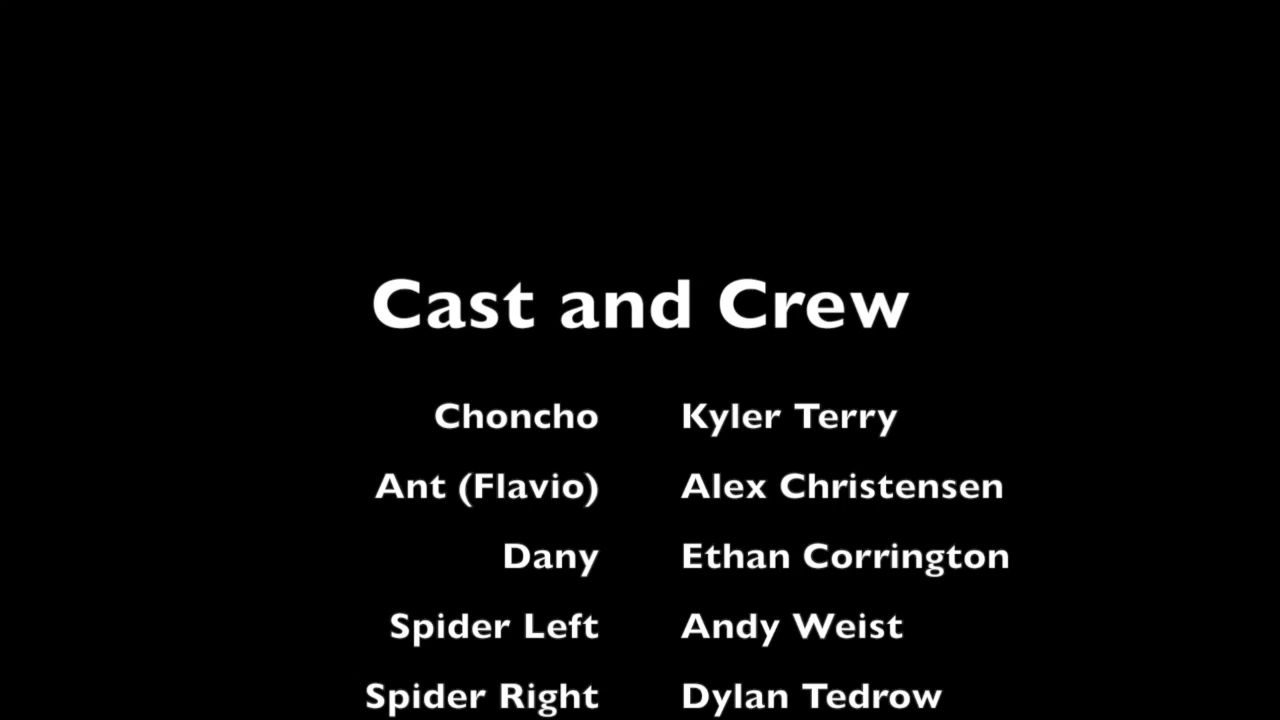 Cast and Crew
Choncho Kyler Terry
Ant (Flavio) Alex Christensen
Dany Ethan Corrington
Spider Left Andy Weist
Spider Right Dylan Tedrow